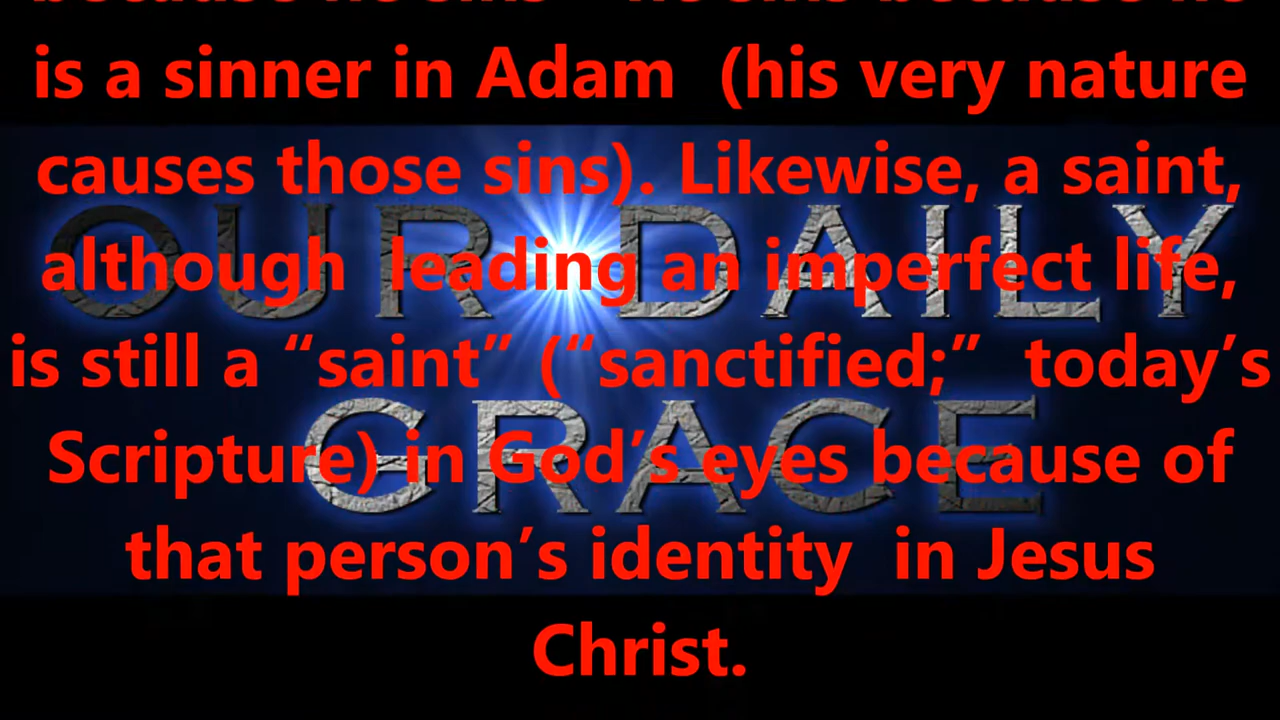 is a sinner in Adam  (his very nature
causes those sins). Likewise, a saint,
OUR DAILY
although  leading an imperfect life,
is still a “saint” (“sanctified;”  today’s
GRACE
Scripture) in God’s eyes because of
that person’s identity  in Jesus
Christ.